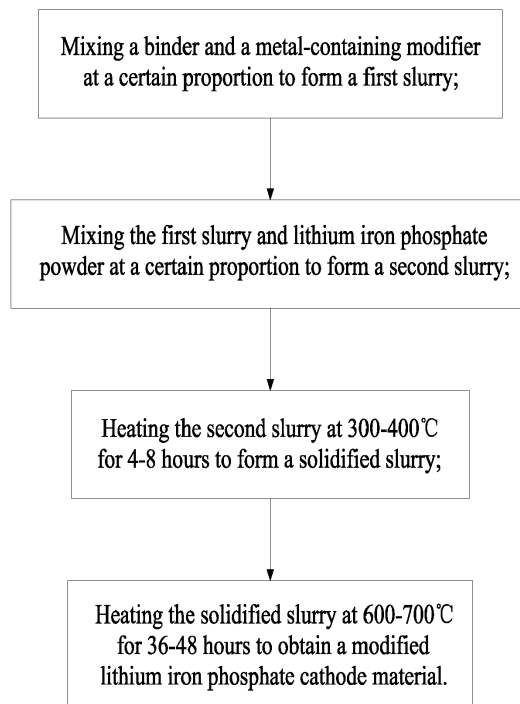 Mixing a binder and a metal-containing modifier
at a certain proportion to form a first slurry;
Mixing the first slurry and lithium iron phosphate
powder at a certain proportion to form a second slurry;
Heating the second slurry at 300-400℃
for 4-8 hours to form a solidified slurry;
Heating the solidified slurry at 600-700℃
for 36-48 hours to obtain a modified
lithium iron phosphate cathode material.